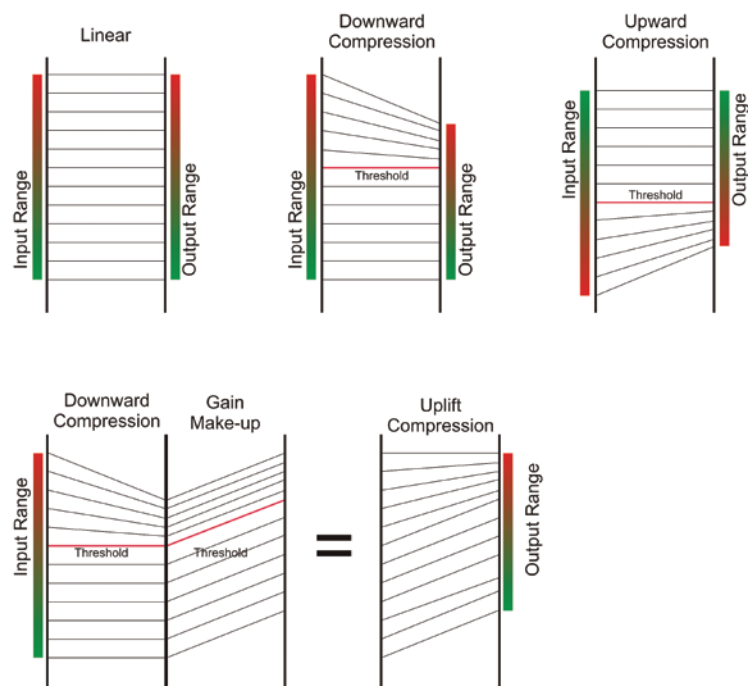 Linear
Input Range
Output Range
Downward
Compression
Input Range
Threshold
Output Range
Upward
Compression
Input Range
Threshold
Output Range
Downward
Compression
Gain
Make-up
Input Range
Threshold
Threshold
=
Uplift
Compression
Output Range